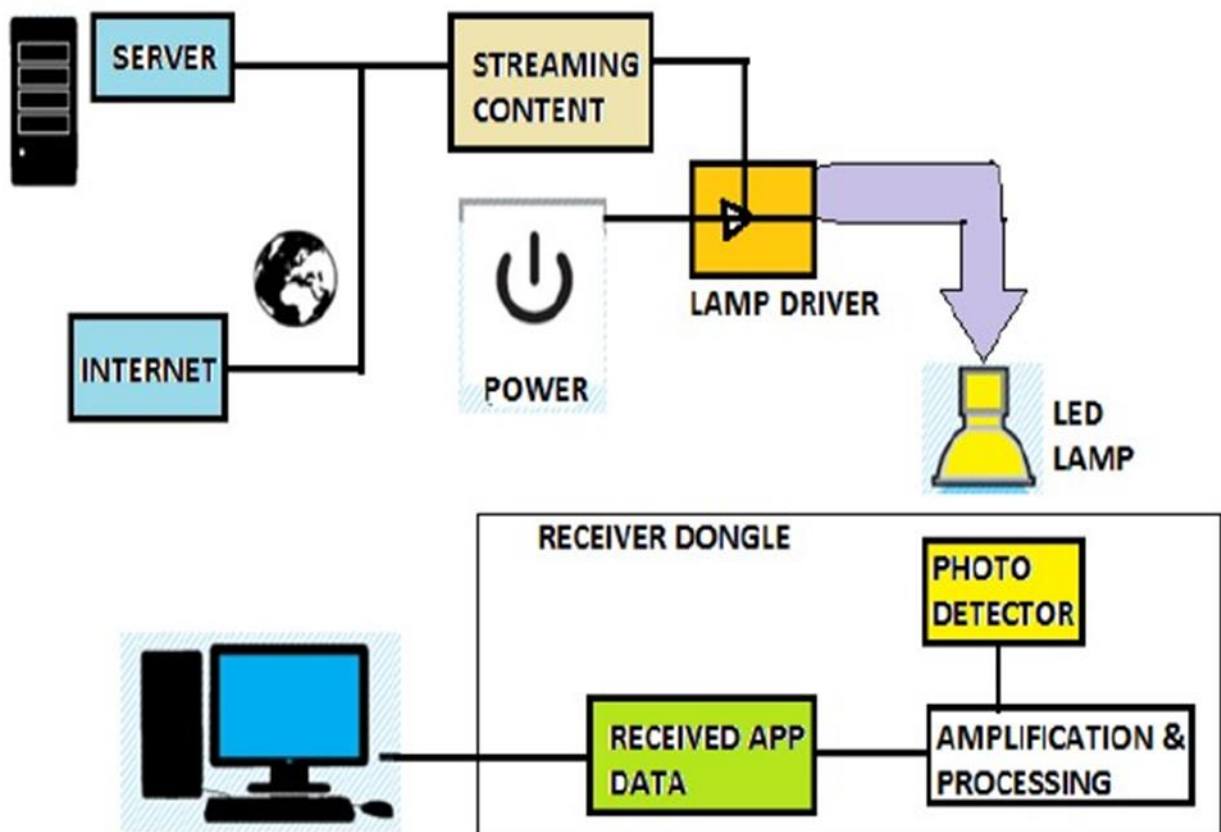 SERVER
STREAMING
CONTENT
LAMP DRIVER
POWER
INTERNET
LED
LAMP
RECEIVER DONGLE
PHOTO
DETECTOR
RECEIVED APP
DATA
AMPLIFICATION &
PROCESSING